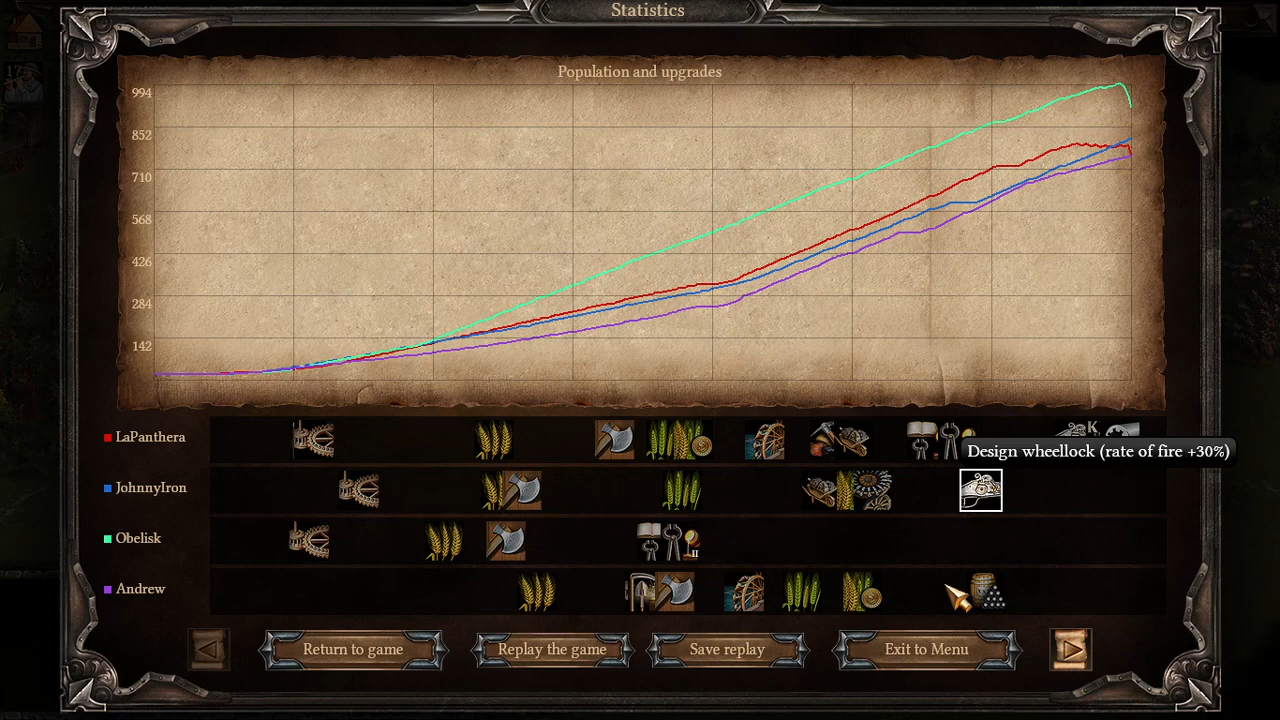 Statistics
Population and upgrades
994
852
710
568
426
284
142
LaPanthera
K
Design wheellock (rate of fire +30%)
JohnnyIron
Obelisk
II
Andrew
Return to game
Replay the game
Save replay
Exit to Menu